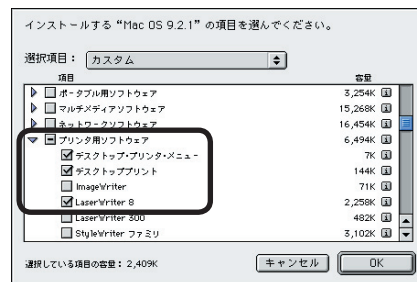 インストールする“Mac OS 9.2.1”の項目を選んでください。
選択項目： カスタム
項目 容量
ポータブル用ソフトウェア 3,254K
マルチメディアソフトウェア 15,268K
ネットワークソフトウェア 16,454K
プリンタ用ソフトウェア 6,494K
デスクトップ・プリンタ・メニュー 7K
デスクトッププリント 144K
ImageWriter 71K
LaserWriter 8 2,258K
LaserWriter 300 482K
StyleWriter ファミリ 3,102K
選択している項目の容量：2,409K キャンセル OK